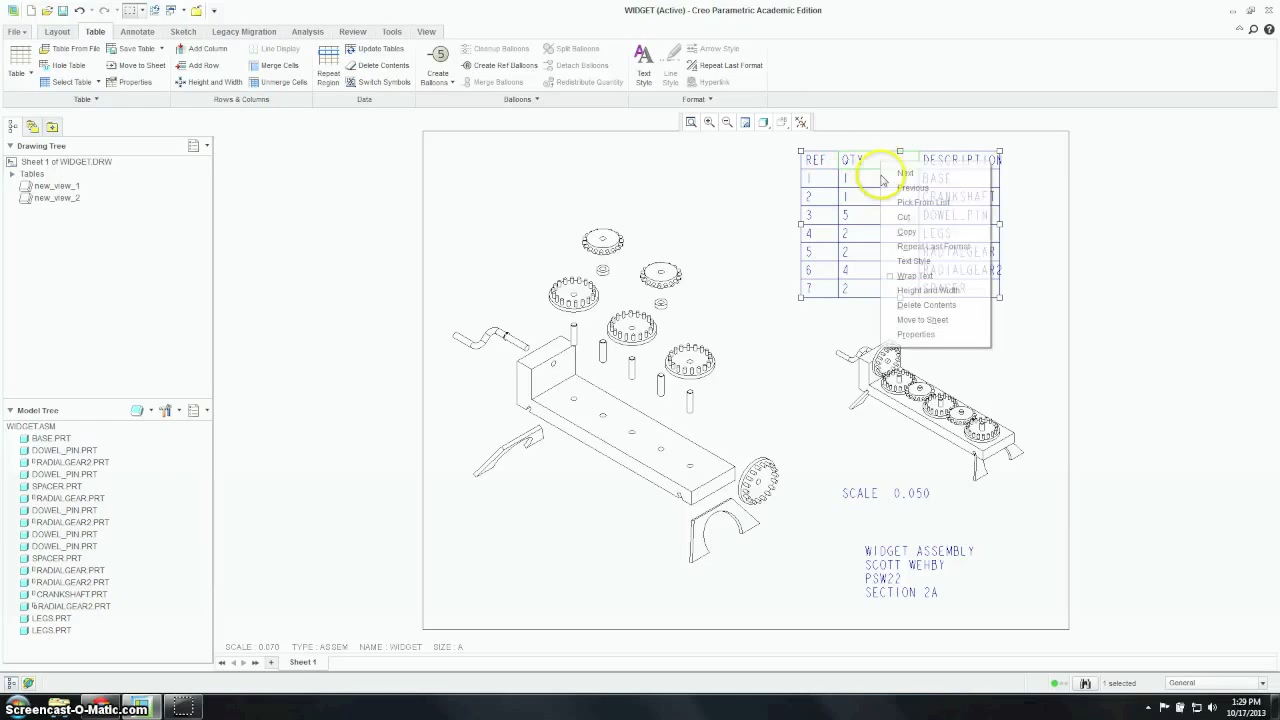 WIDGET (Active) - Creo Parametric Academic Edition
File Layout Table Annotate Sketch Legacy Migration Analysis Review Tools View
Table From File Save Table Add Column Line Display Update Tables Cleanup Balloons Split Balloons Arrow Style
Hole Table Move to Sheet Add Row Merge Cells Delete Contents Create Ref Balloons Detach Balloons Repeat Last Format
Table Select Table Properties Height and Width Unmerge Cells Repeat Region Switch Symbols Create Balloons Merge Balloons Redistribute Quantity Text Style Line Style Hyperlink
Table Rows & Columns Data Balloons Format
Drawing Tree
Sheet 1 of WIDGET.DRW
Tables
new_view_1
new_view_2
REF QTY DESCRIPTION
1 1 BASE
2 1 CRANKSHAFT
3 5 DOWEL_PIN
4 2 LEGS
5 2 RADIALGEAR
6 4 RADIALGEAR2
7 2 SPACER
Next
Previous
Pick From List
Cut
Copy
Repeat Last Format
Text Style
Wrap Text
Height and Width
Delete Contents
Move to Sheet
Properties
Model Tree
WIDGET.ASM
BASE.PRT
DOWEL_PIN.PRT
RADIALGEAR2.PRT
DOWEL_PIN.PRT
SPACER.PRT
RADIALGEAR.PRT
DOWEL_PIN.PRT
RADIALGEAR2.PRT
DOWEL_PIN.PRT
DOWEL_PIN.PRT
SPACER.PRT
RADIALGEAR.PRT
RADIALGEAR2.PRT
CRANKSHAFT.PRT
RADIALGEAR2.PRT
LEGS.PRT
LEGS.PRT
SCALE 0.050
WIDGET ASSEMBLY
SCOTT WEHBY
PSW22
SECTION 2A
SCALE : 0.070 TYPE : ASSEM NAME : WIDGET SIZE : A
Sheet 1
1 selected General
Screencast-O-Matic.com
1:29 PM
10/17/2013